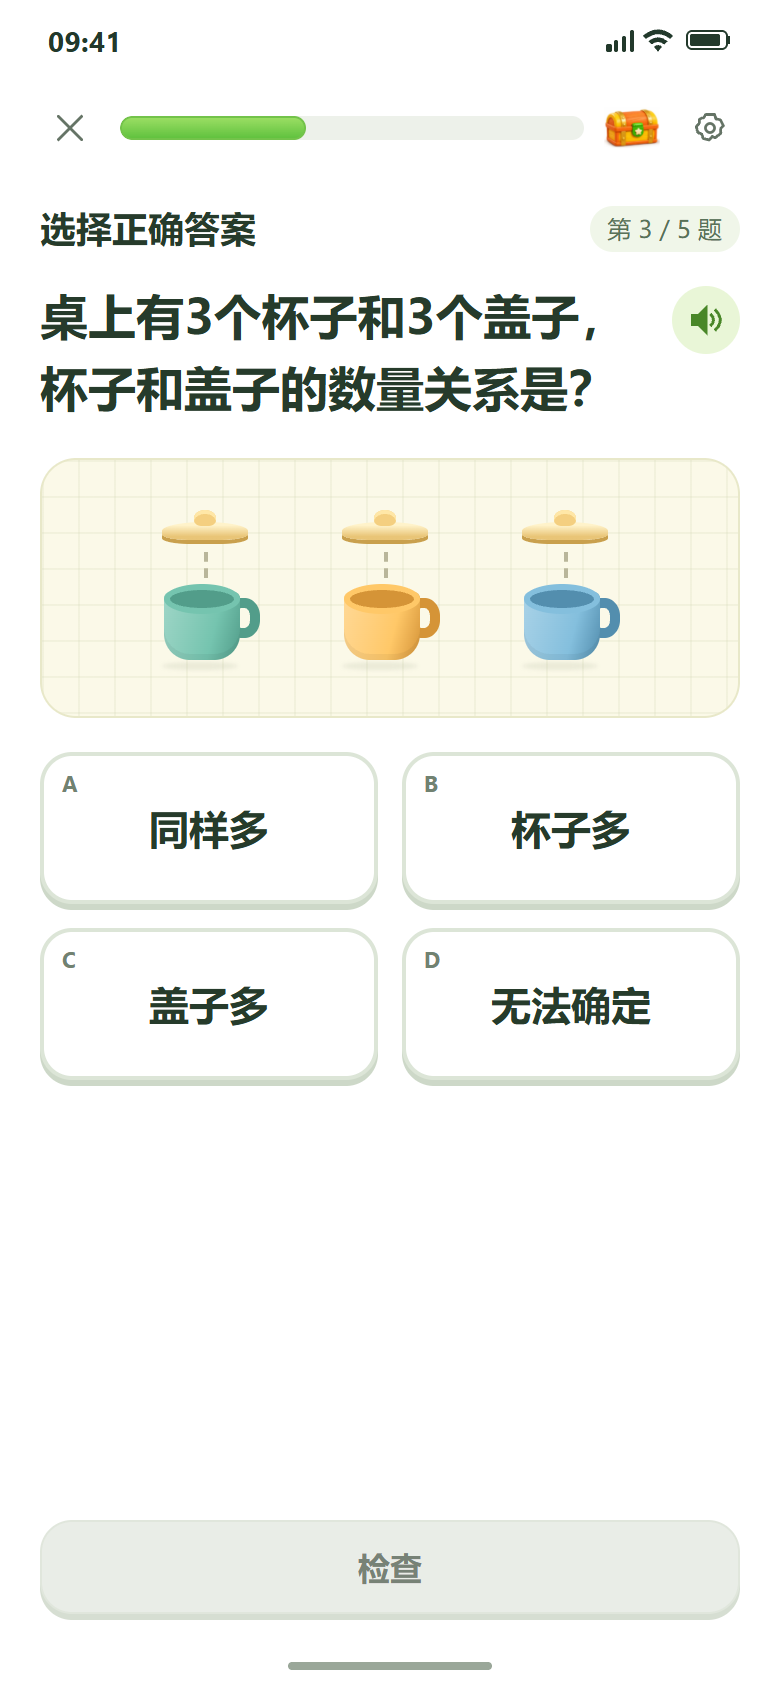 09:41
选择正确答案
第 3 / 5 题
桌上有3个杯子和3个盖子，
杯子和盖子的数量关系是？
A
同样多
B
杯子多
C
盖子多
D
无法确定
检查